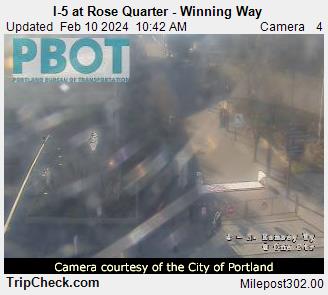 I-5 at Rose Quarter - Winning Way
Updated Feb 10 2024 10:42 AM Camera 4
PBOT
PORTLAND BUREAU OF TRANSPORTATION
Camera courtesy of the City of Portland
TripCheck.com Milepost302.00